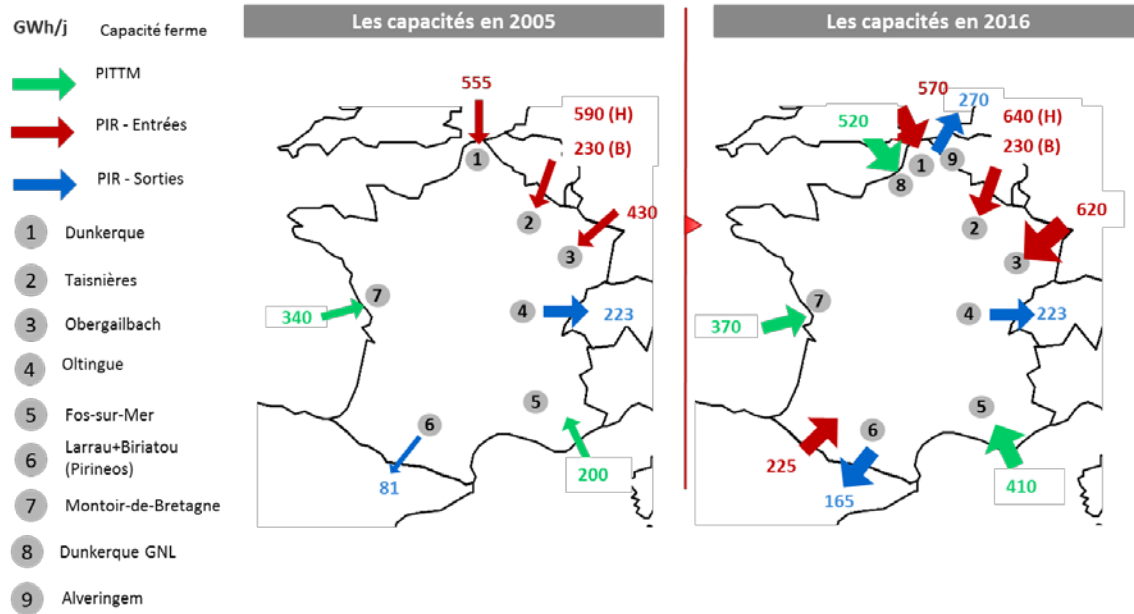 GWh/j Capacité ferme
PITTM
PIR - Entrées
PIR - Sorties
1 Dunkerque
2 Taisnières
3 Obergailbach
4 Oltingue
5 Fos-sur-Mer
6 Larrau+Biriatou
(Pirineos)
7 Montoir-de-Bretagne
8 Dunkerque GNL
9 Alveringem
Les capacités en 2005
555
590 (H)
1
230 (B)
2
430
3
7
340
4
223
5
6
81
200
Les capacités en 2016
570
270
520
640 (H)
1
9
230 (B)
8
2
620
3
7
370
4
223
5
6
225
165
410